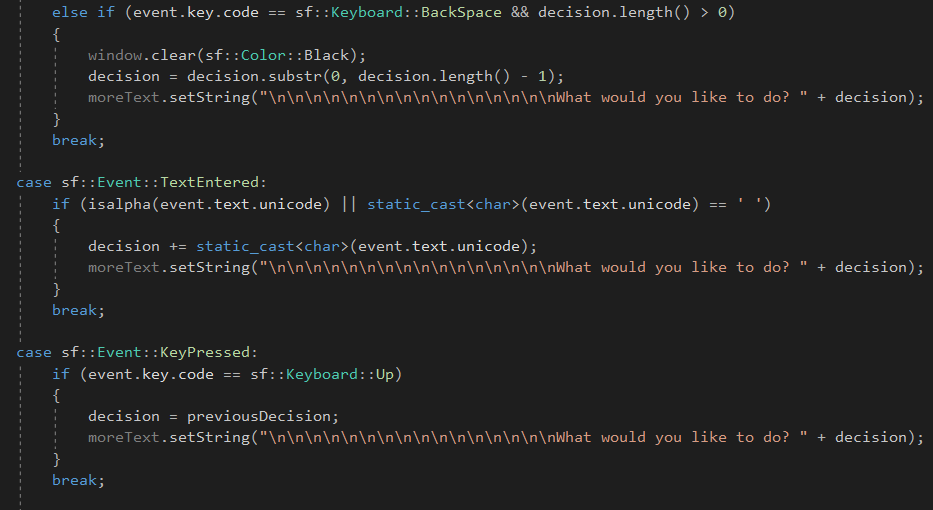 else if (event.key.code == sf::Keyboard::BackSpace && decision.length() > 0)
{
window.clear(sf::Color::Black);
decision = decision.substr(0, decision.length() - 1);
moreText.setString("\n\n\n\n\n\n\n\n\n\n\n\n\n\n\n\nWhat would you like to do? " + decision);
}
break;
case sf::Event::TextEntered:
if (isalpha(event.text.unicode) || static_cast<char>(event.text.unicode) == ' ')
{
decision += static_cast<char>(event.text.unicode);
moreText.setString("\n\n\n\n\n\n\n\n\n\n\n\n\n\n\n\nWhat would you like to do? " + decision);
}
break;
case sf::Event::KeyPressed:
if (event.key.code == sf::Keyboard::Up)
{
decision = previousDecision;
moreText.setString("\n\n\n\n\n\n\n\n\n\n\n\n\n\n\n\nWhat would you like to do? " + decision);
}
break;